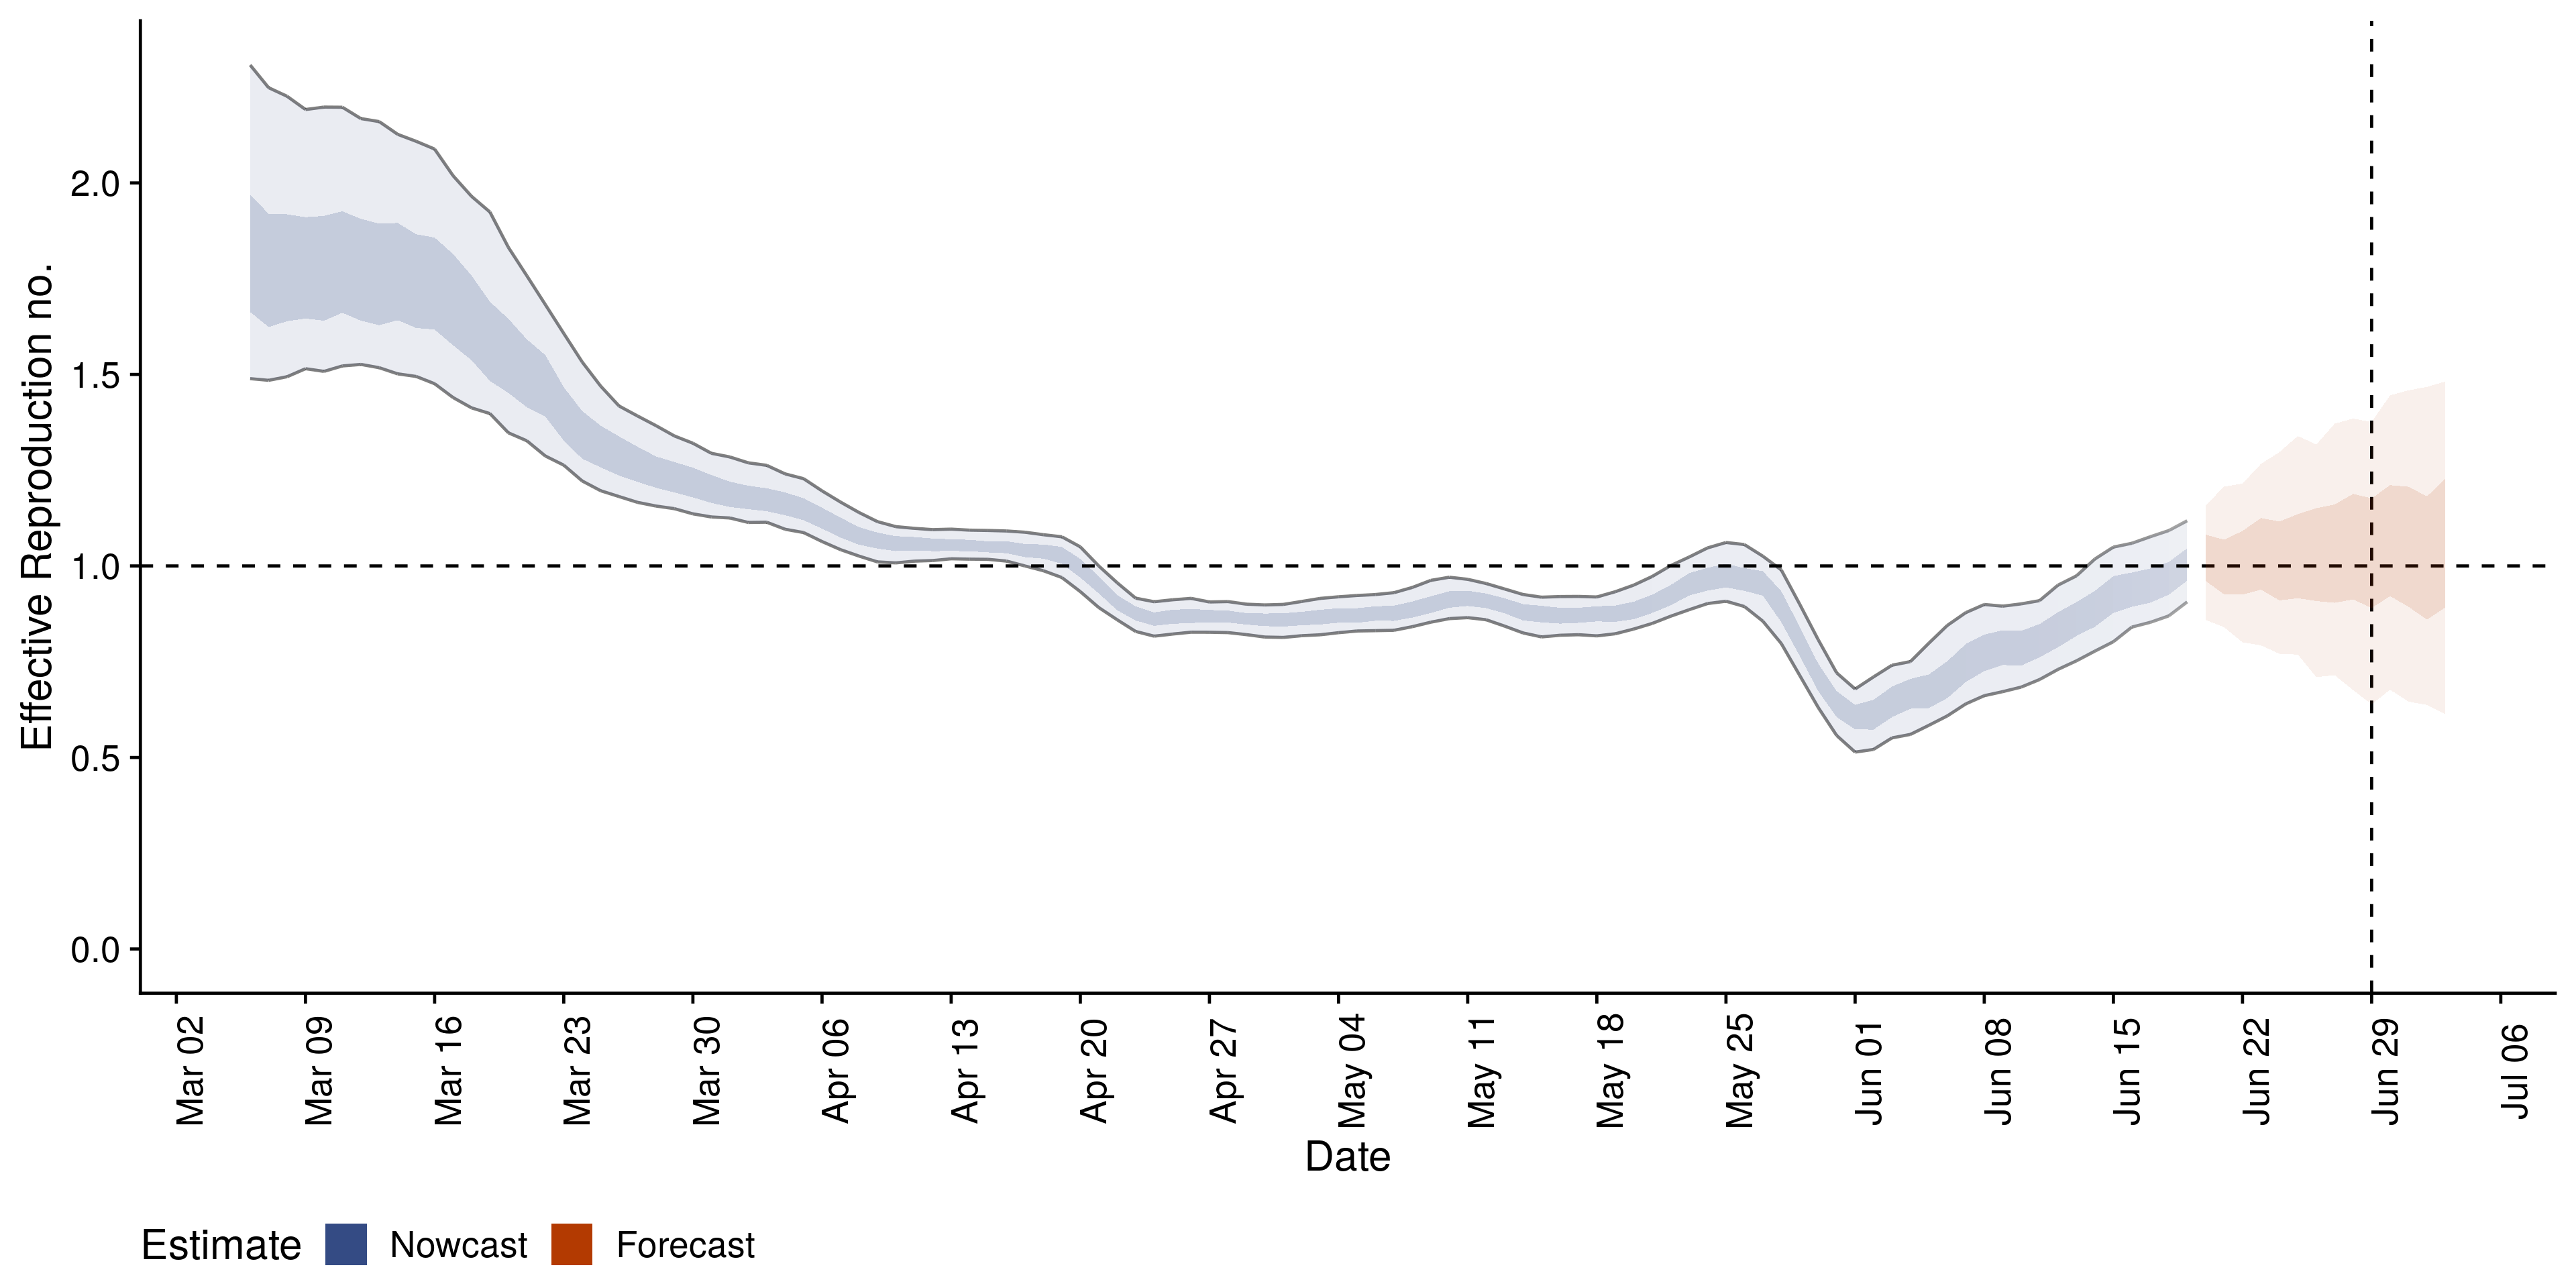 Effective Reproduction no.
2.0
1.5
1.0
0.5
0.0
Mar 02
Mar 09
Mar 16
Mar 23
Mar 30
Apr 06
Apr 13
Apr 20
Apr 27
May 04
May 11
May 18
May 25
Jun 01
Jun 08
Jun 15
Jun 22
Jun 29
Jul 06
Date
Estimate Nowcast Forecast